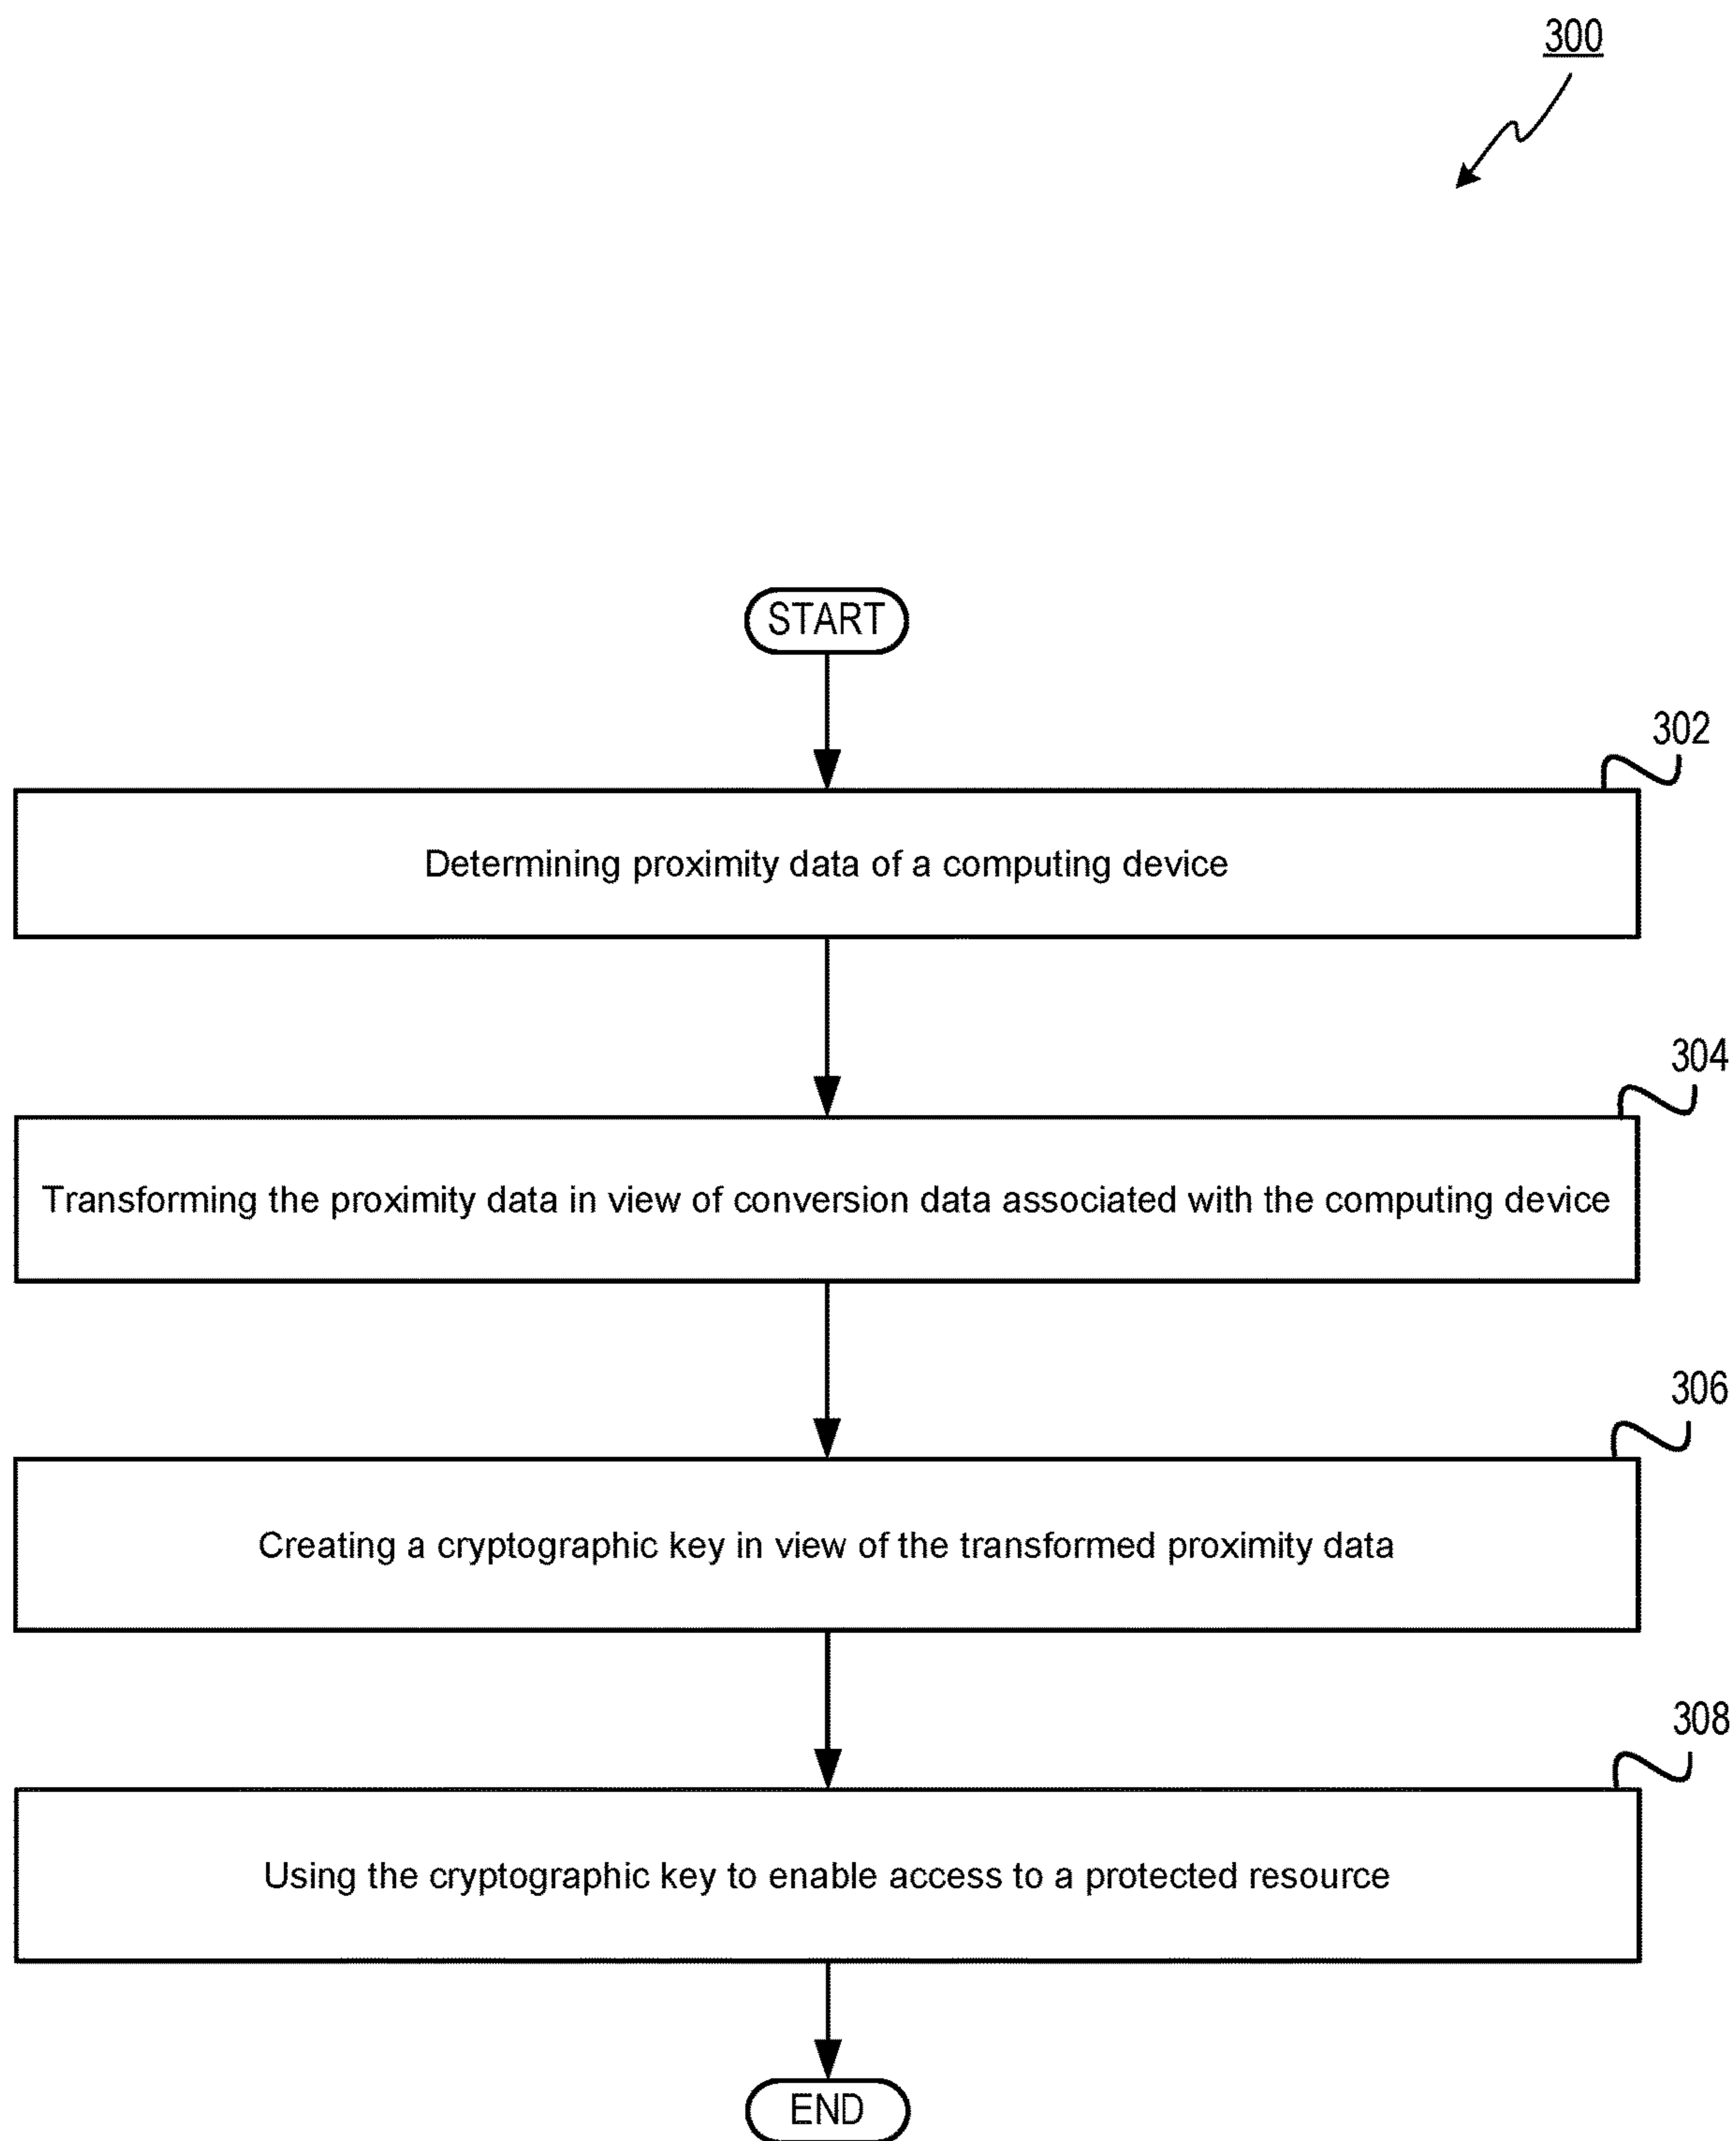 300
START
302
Determining proximity data of a computing device
304
Transforming the proximity data in view of conversion data associated with the computing device
306
Creating a cryptographic key in view of the transformed proximity data
308
Using the cryptographic key to enable access to a protected resource
END